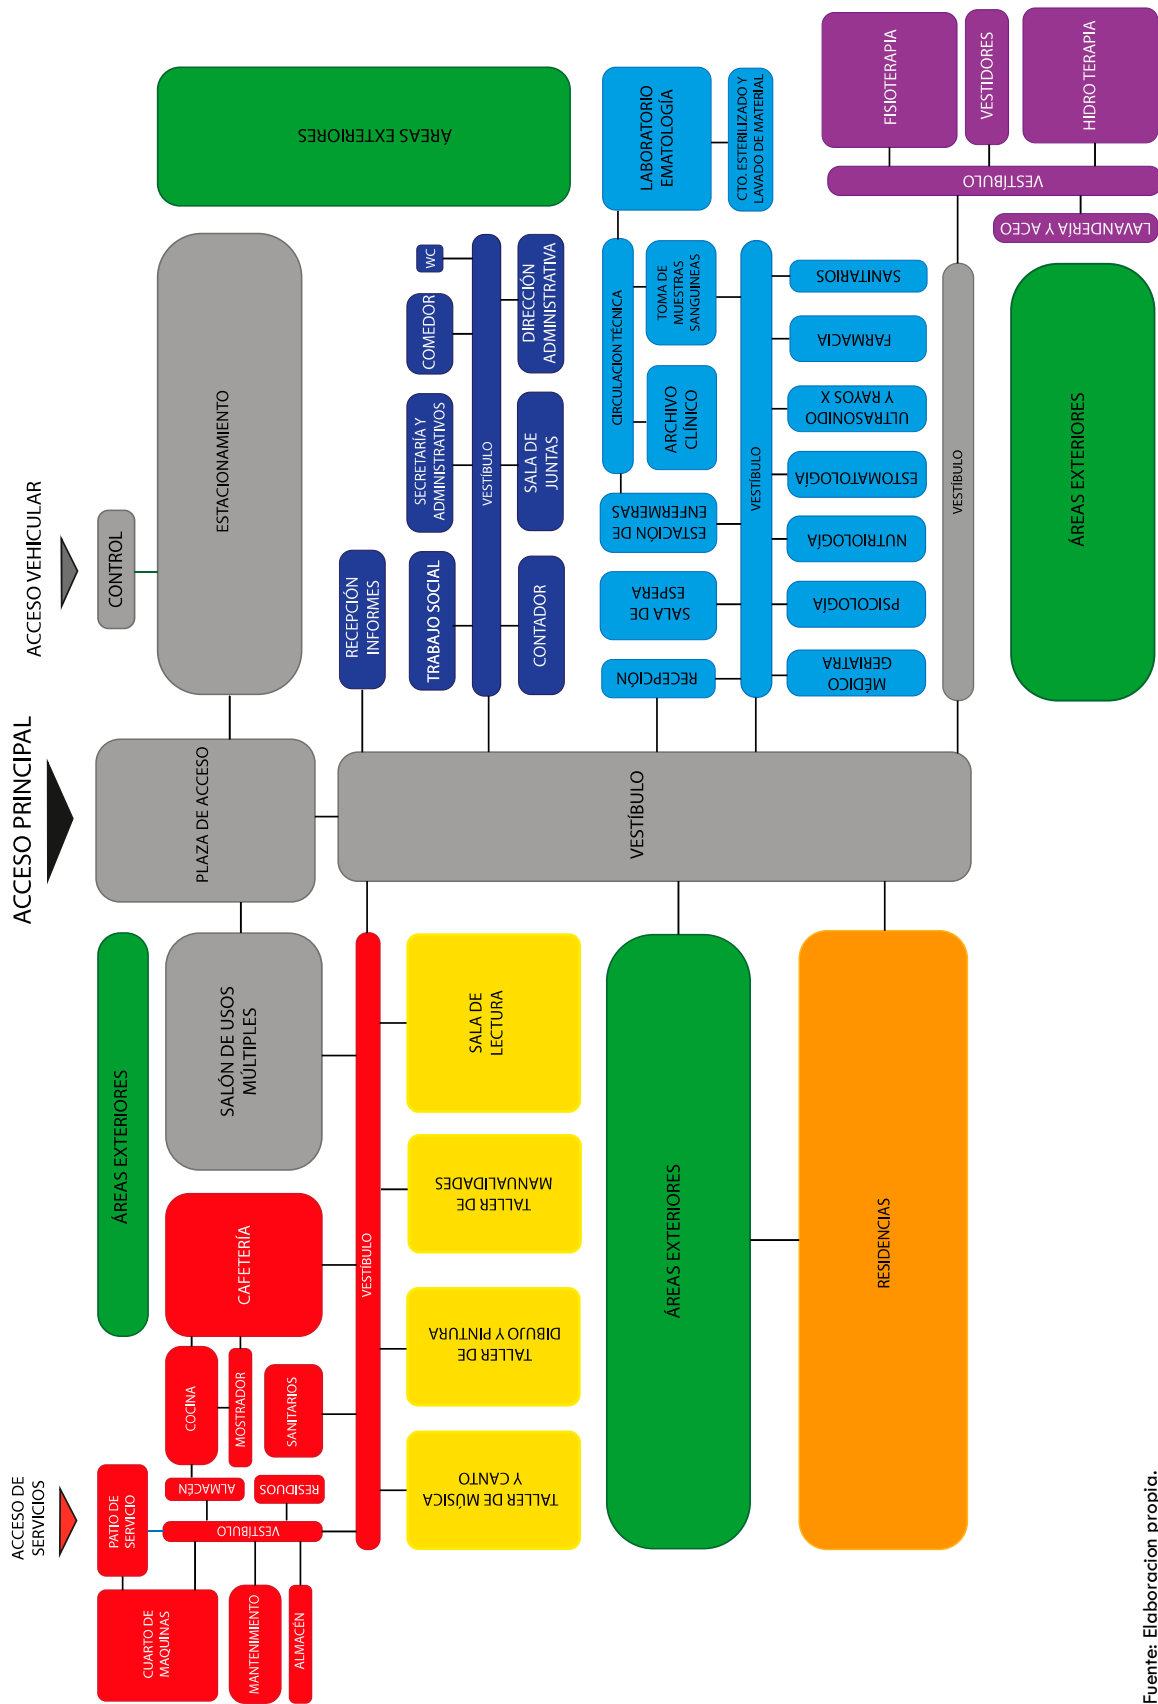 ACCESO DE
SERVICIOS
ACCESO PRINCIPAL
ACCESO VEHICULAR
CUARTO DE
MAQUINAS
PATIO DE
SERVICIO
MANTENIMIENTO
ALMACÉN
VESTÍBULO
ALMACÉN
RESIDUOS
COCINA
MOSTRADOR
SANITARIOS
CAFETERÍA
ÁREAS EXTERIORES
SALÓN DE USOS
MÚLTIPLES
VESTÍBULO
TALLER DE MÚSICA
Y CANTO
TALLER DE
DIBUJO Y PINTURA
TALLER DE
MANUALIDADES
SALA DE
LECTURA
ÁREAS EXTERIORES
RESIDENCIAS
PLAZA DE ACCESO
VESTÍBULO
CONTROL
ESTACIONAMIENTO
ÁREAS EXTERIORES
RECEPCIÓN
INFORMES
TRABAJO SOCIAL
SECRETARÍA Y
ADMINISTRATIVOS
COMEDOR
WC
VESTÍBULO
CONTADOR
SALA DE
JUNTAS
DIRECCIÓN
ADMINISTRATIVA
RECEPCIÓN
SALA DE
ESPERA
ESTACIÓN DE
ENFERMERAS
CIRCULACION TÉCNICA
ARCHIVO
CLÍNICO
TOMA DE
MUESTRAS
SANGUINEAS
LABORATORIO
EMATOLOGÍA
CTO. ESTERILIZADO Y
LAVADO DE MATERIAL
VESTÍBULO
MÉDICO
GERIATRA
PSICOLOGÍA
NUTRIOLOGÍA
ESTOMATOLOGÍA
ULTRASONIDO
Y RAYOS X
FARMACIA
SANITARIOS
VESTÍBULO
ÁREAS EXTERIORES
VESTÍBULO
LAVANDERÍA Y ACEO
FISIOTERAPIA
VESTIDORES
HIDRO TERAPIA
Fuente: Elaboracion propia.